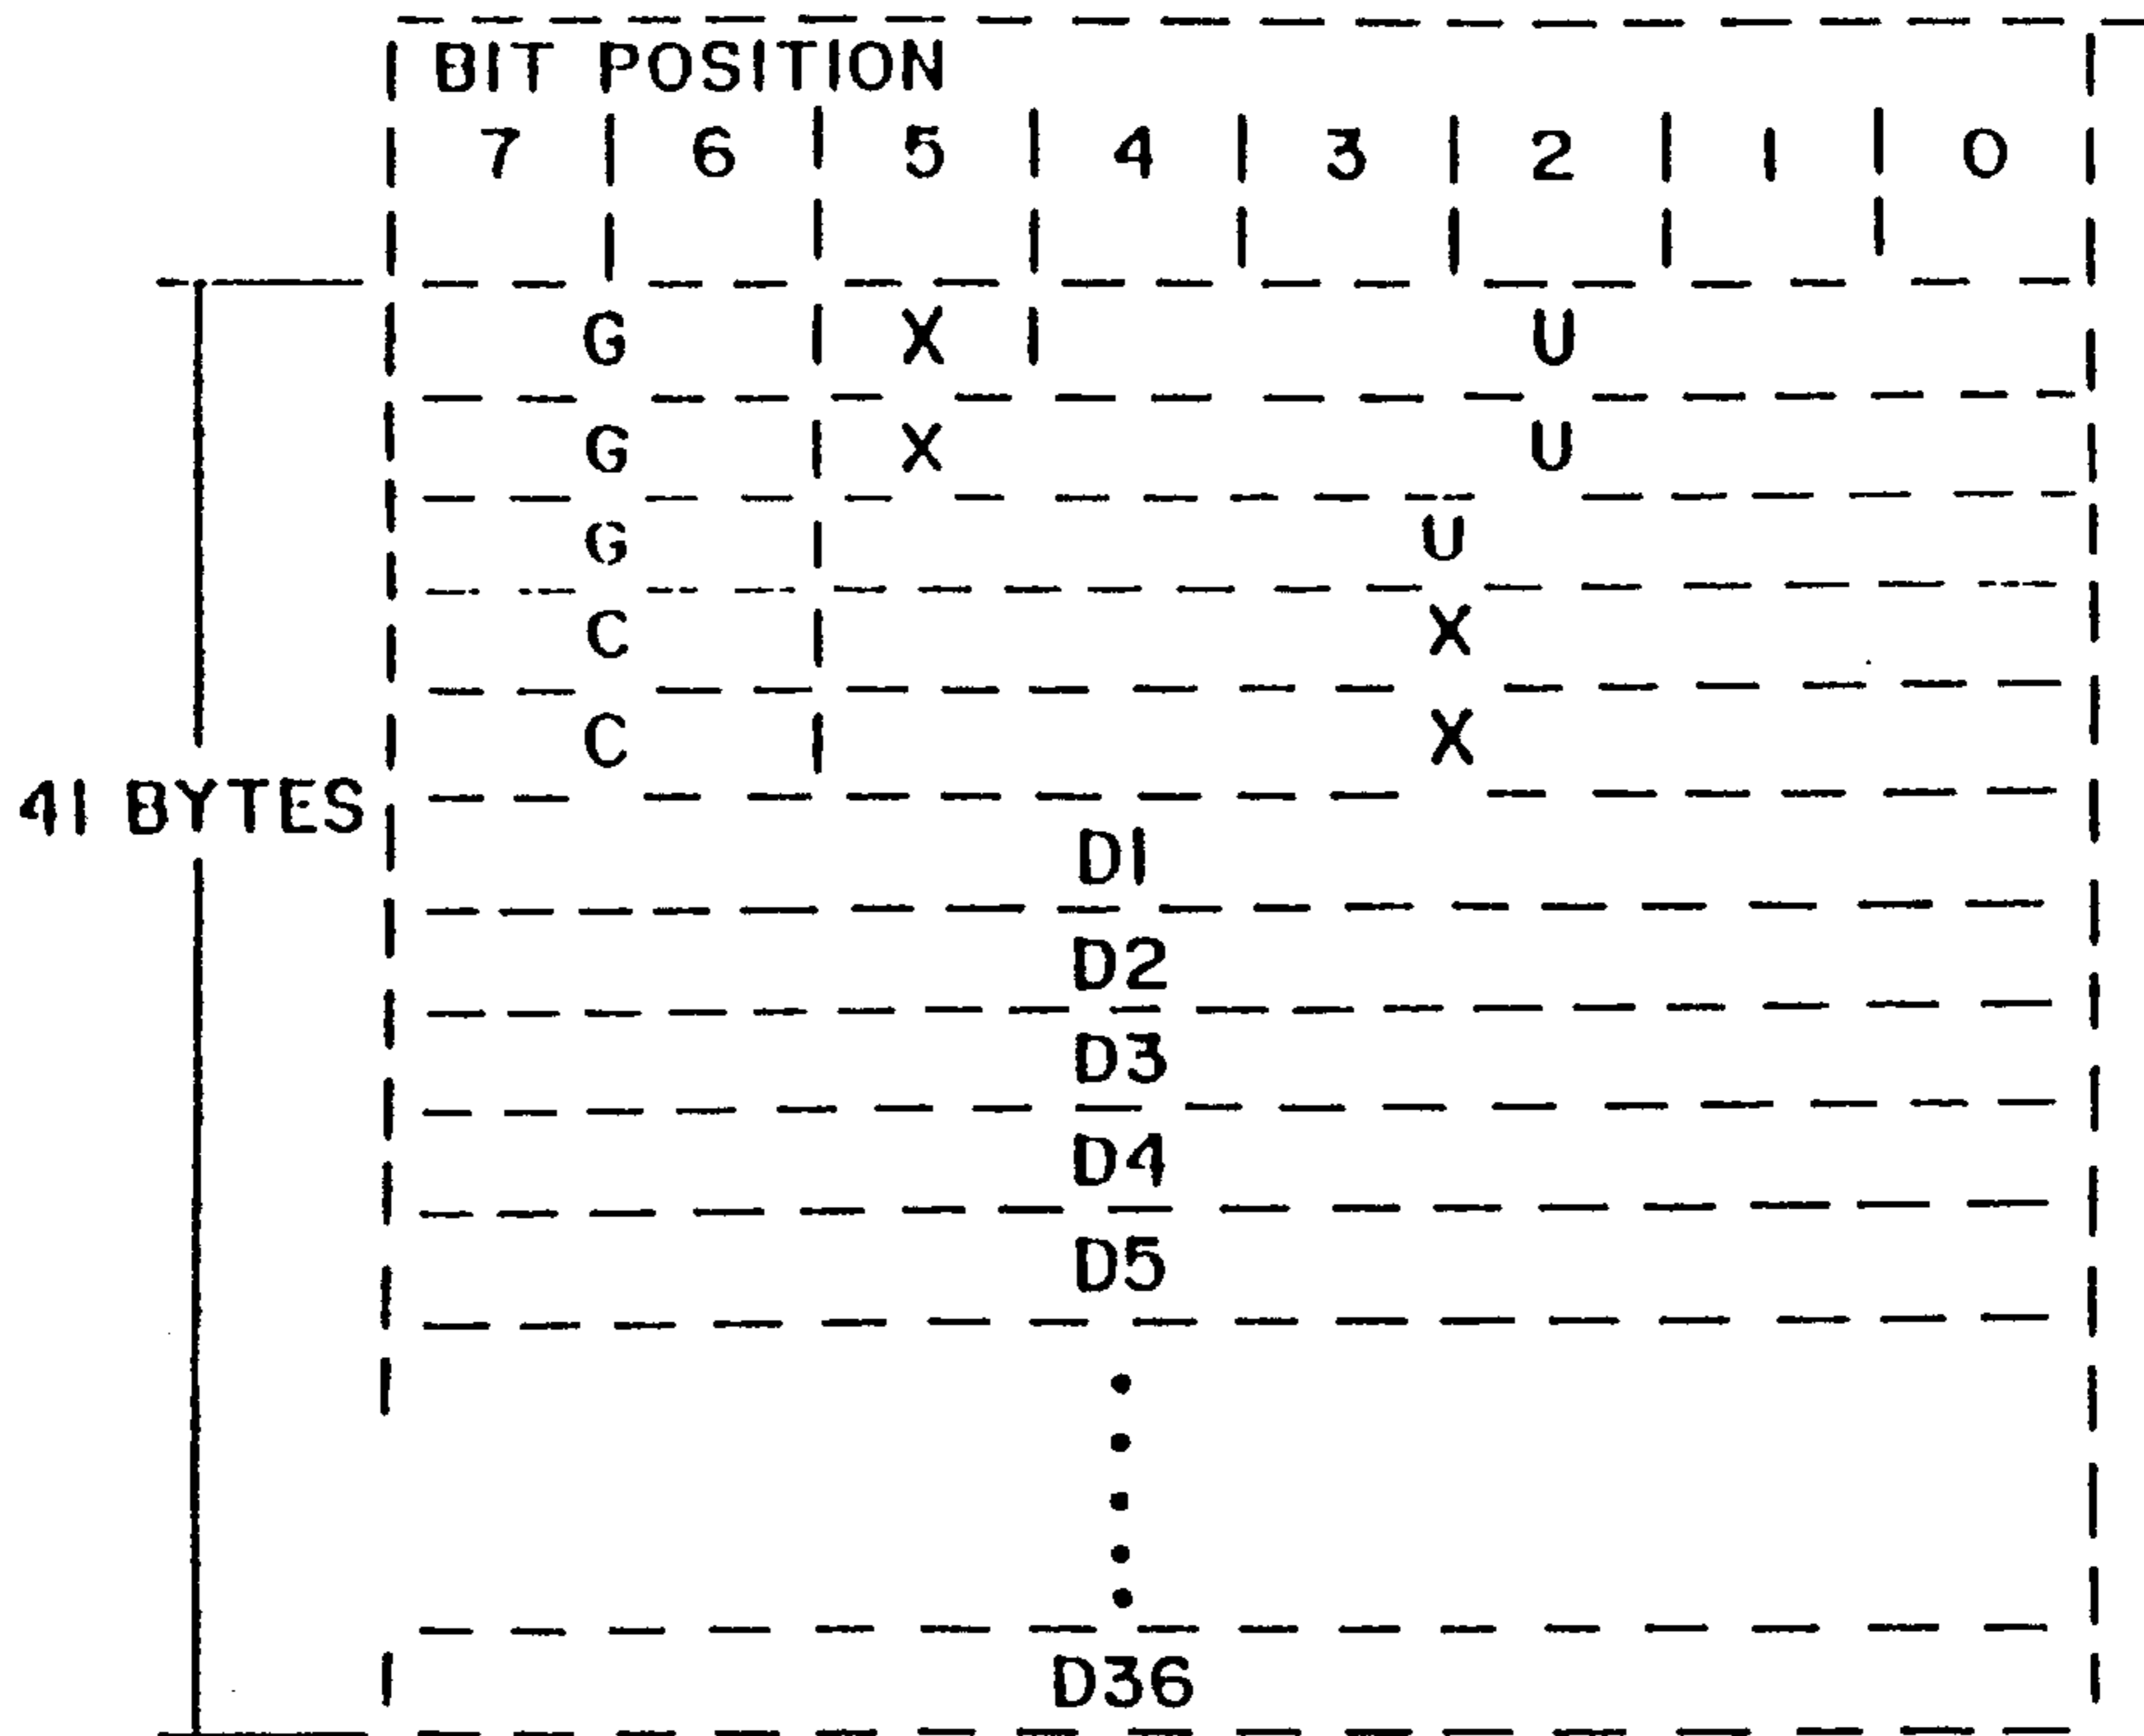 BIT POSITION
7 6 5 4 3 2 1 0
G X U
G X U
G U
C X
C X
41 BYTES
D1
D2
D3
D4
D5
D36